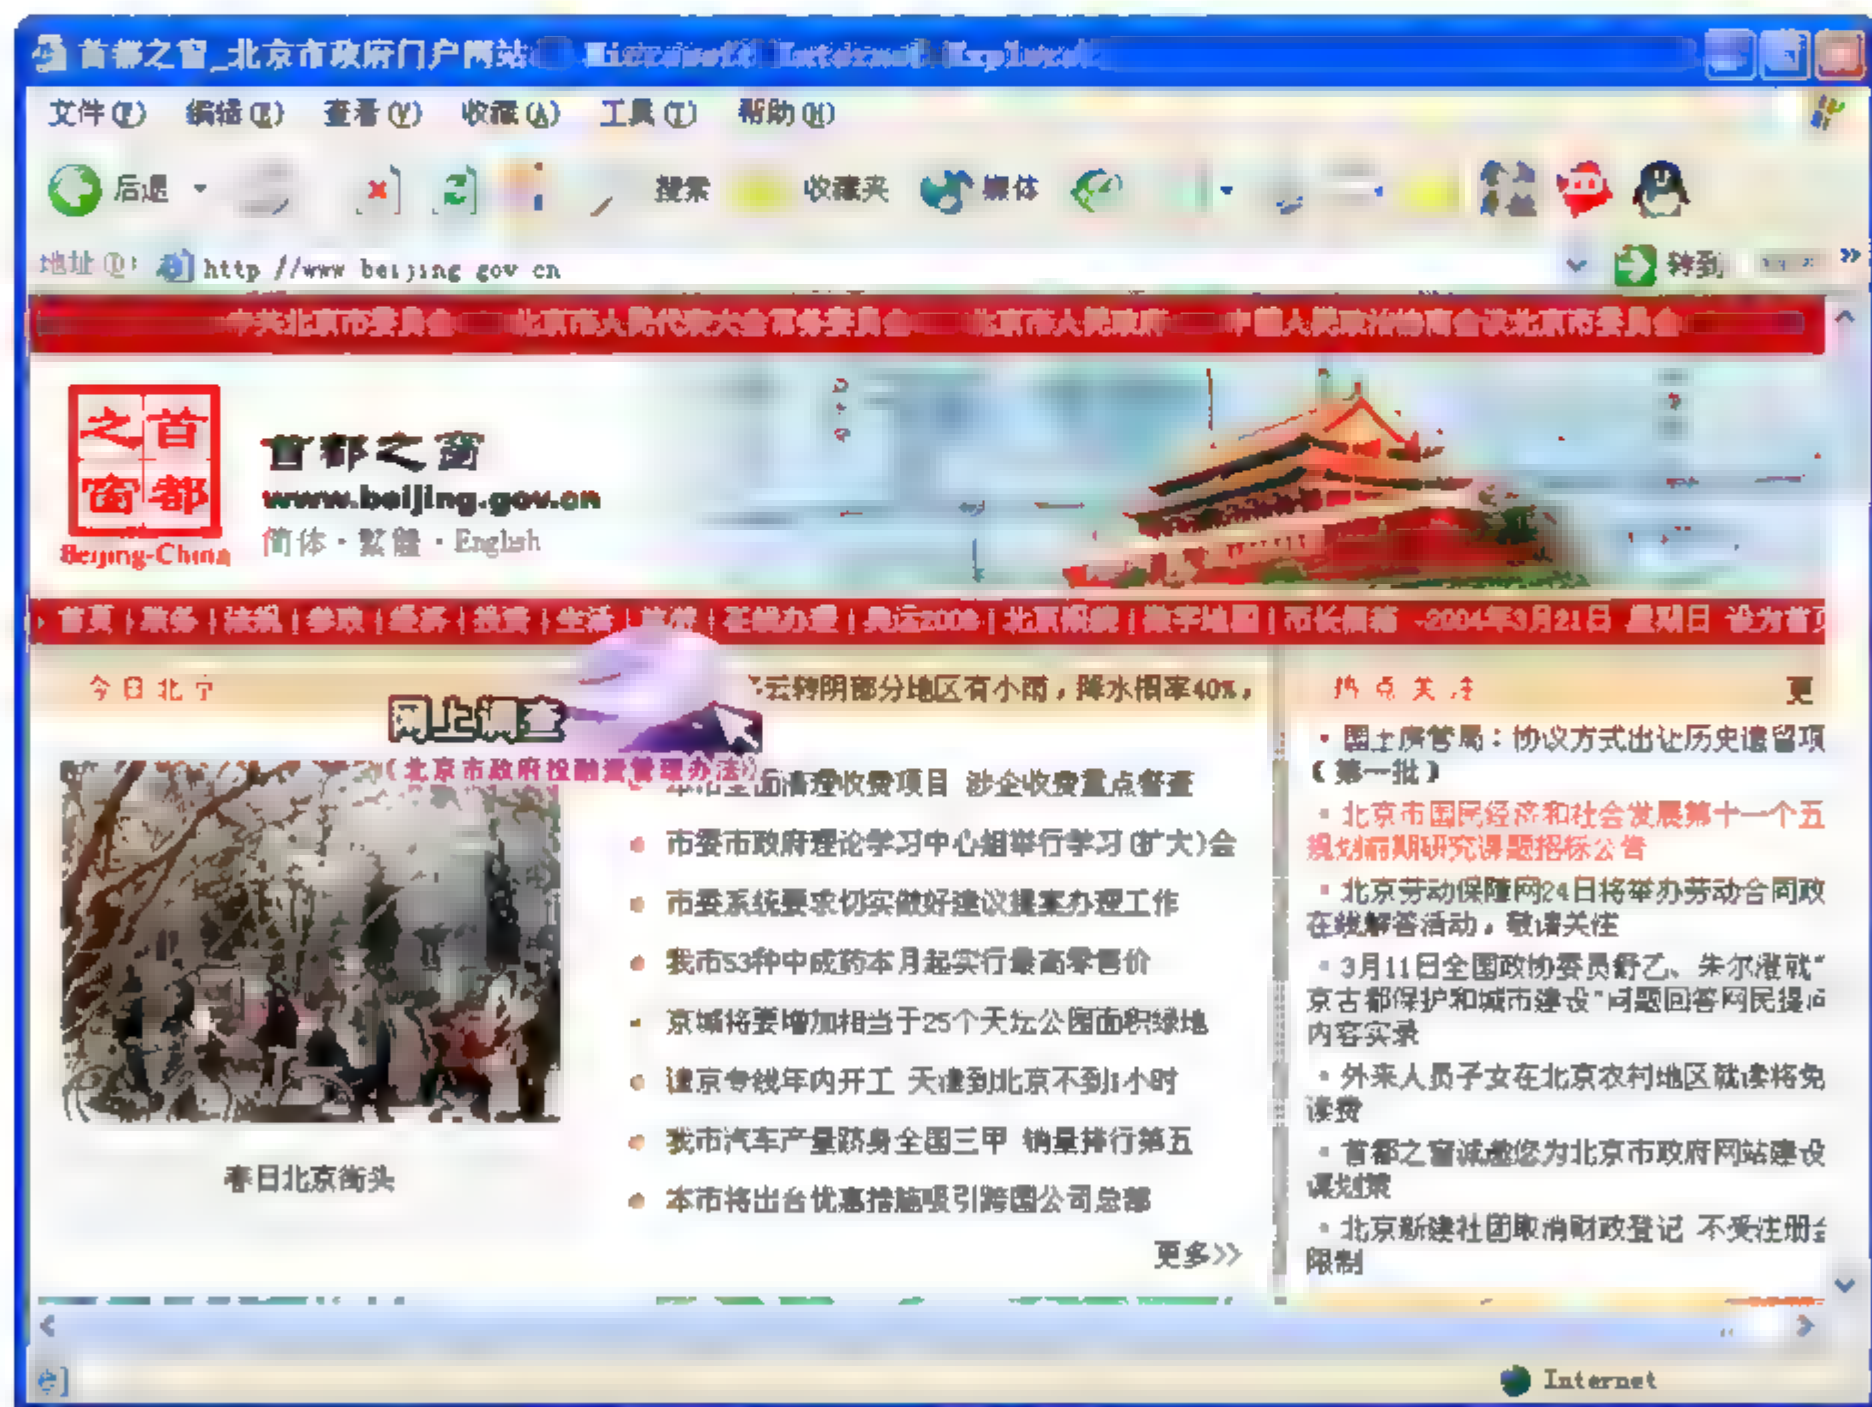 首都之窗_北京市政府门户网站 - Microsoft Internet Explorer
文件(F) 编辑(E) 查看(V) 收藏(A) 工具(T) 帮助(H)
后退 搜索 收藏夹 媒体
地址(D) http://www.beijing.gov.cn 转到
中共北京市委员会 北京市人民代表大会常务委员会 北京市人民政府 中国人民政治协商会议北京市委员会
之首
窗都
Beijing-China
首都之窗
www.beijing.gov.cn
简体·繁體·English
首页|政务|法规|参政|经济|投资|生活|旅游|在线办理|奥运2008|北京|数字地图|市长信箱 2004年3月21日 星期日 设为首页
今日北京
云转阴部分地区有小雨，降水概率40%，
网上调查
《北京市政府投融资管理办法》
春日北京街头
本市全面清理收费项目 涉企收费重点督查
市委市政府理论学习中心组举行学习(扩大)会
市委系统要求切实做好建议提案办理工作
我市53种中成药本月起实行最高零售价
京城将要增加相当于25个天坛公园面积绿地
津京专线年内开工 天津到北京不到1小时
我市汽车产量跻身全国三甲 销量排行第五
本市将出台优惠措施吸引跨国公司总部
更多>>
热点关注 更
国土房管局：协议方式出让历史遗留项
（第一批）
北京市国民经济和社会发展第十一个五
规划前期研究课题招标公告
北京劳动保障网24日将举办劳动合同政
在线解答活动，敬请关注
3月11日全国政协委员舒乙、朱尔澄就“
京古都保护和城市建设”问题回答网民提问
内容实录
外来人员子女在北京农村地区就读将免
读费
首都之窗诚邀您为北京市政府网站建设
谋划策
北京新建社团取消财政登记 不受注册
限制
Internet